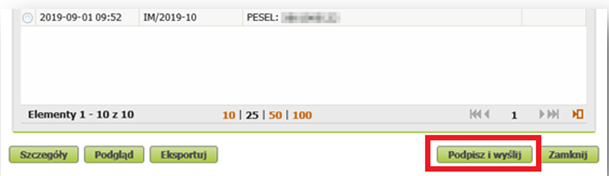 2019-09-01 09:52 IM/2019-10 PESEL:
Elementy 1 - 10 z 10 10 | 25 | 50 | 100 1
Szczegóły Podgląd Eksportuj Podpisz i wyślij Zamknij